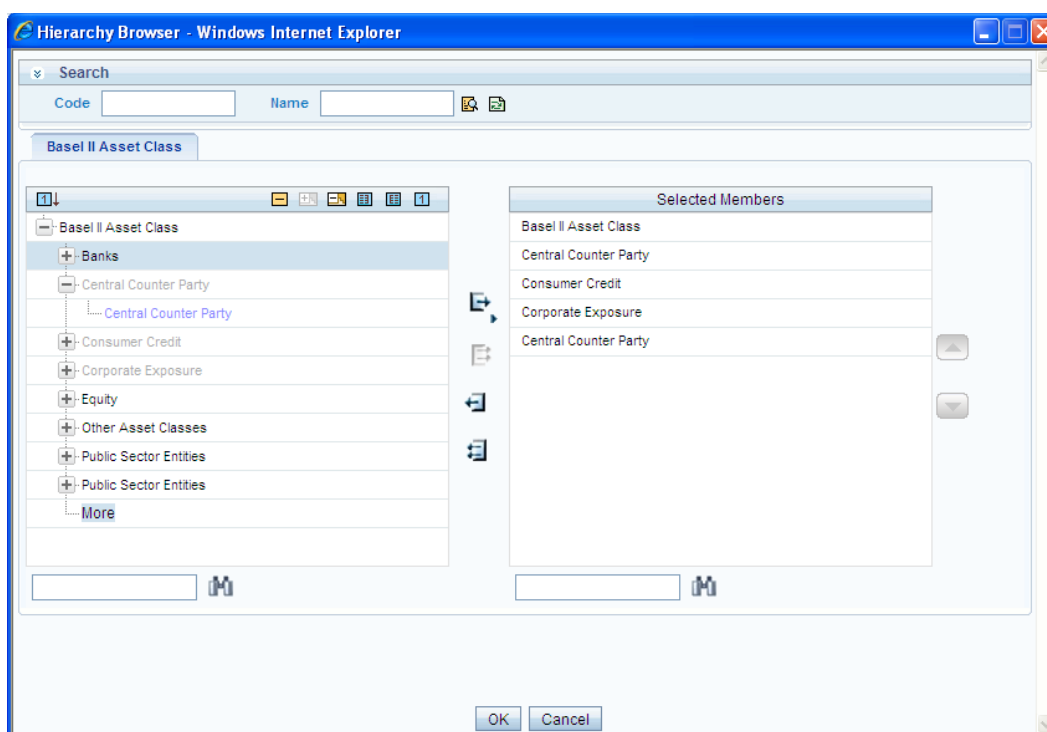 Hierarchy Browser - Windows Internet Explorer
Search
Code Name
Basel II Asset Class
Selected Members
Basel II Asset Class
Banks
Central Counter Party
Central Counter Party
Consumer Credit
Corporate Exposure
Equity
Other Asset Classes
Public Sector Entities
Public Sector Entities
More
Basel II Asset Class
Central Counter Party
Consumer Credit
Corporate Exposure
Central Counter Party
OK Cancel